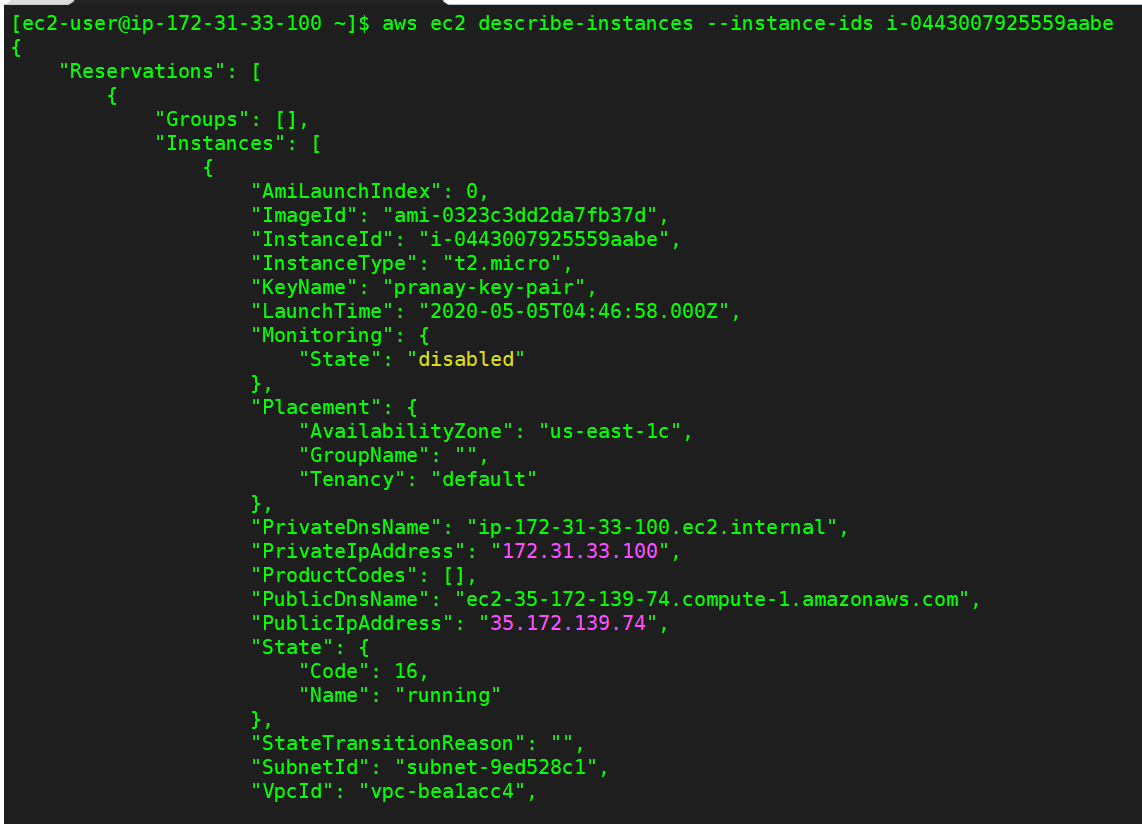 [ec2-user@ip-172-31-33-100 ~]$ aws ec2 describe-instances --instance-ids i-0443007925559aabe
{
    "Reservations": [
        {
            "Groups": [],
            "Instances": [
                {
                    "AmiLaunchIndex": 0,
                    "ImageId": "ami-0323c3dd2da7fb37d",
                    "InstanceId": "i-0443007925559aabe",
                    "InstanceType": "t2.micro",
                    "KeyName": "pranay-key-pair",
                    "LaunchTime": "2020-05-05T04:46:58.000Z",
                    "Monitoring": {
                        "State": "disabled"
                    },
                    "Placement": {
                        "AvailabilityZone": "us-east-1c",
                        "GroupName": "",
                        "Tenancy": "default"
                    },
                    "PrivateDnsName": "ip-172-31-33-100.ec2.internal",
                    "PrivateIpAddress": "172.31.33.100",
                    "ProductCodes": [],
                    "PublicDnsName": "ec2-35-172-139-74.compute-1.amazonaws.com",
                    "PublicIpAddress": "35.172.139.74",
                    "State": {
                        "Code": 16,
                        "Name": "running"
                    },
                    "StateTransitionReason": "",
                    "SubnetId": "subnet-9ed528c1",
                    "VpcId": "vpc-bea1acc4",